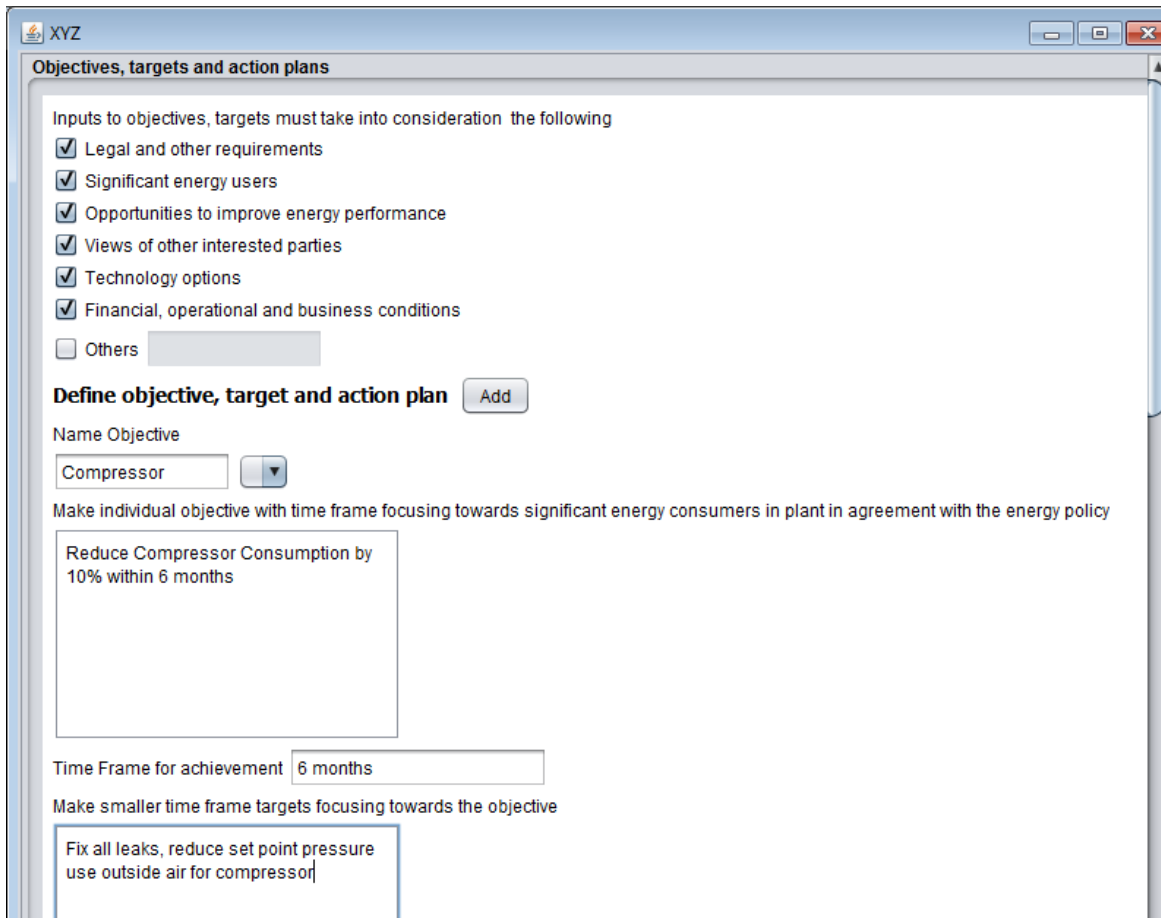 XYZ
Objectives, targets and action plans
Inputs to objectives, targets must take into consideration the following
Legal and other requirements
Significant energy users
Opportunities to improve energy performance
Views of other interested parties
Technology options
Financial, operational and business conditions
Others
Define objective, target and action plan Add
Name Objective
Compressor
Make individual objective with time frame focusing towards significant energy consumers in plant in agreement with the energy policy
Reduce Compressor Consumption by
10% within 6 months
Time Frame for achievement 6 months
Make smaller time frame targets focusing towards the objective
Fix all leaks, reduce set point pressure
use outside air for compressor